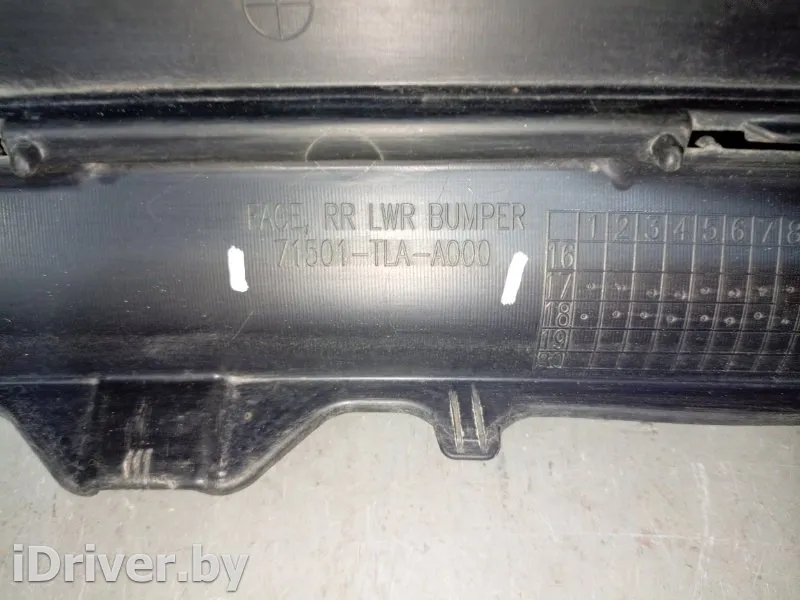 FACE, RR LWR BUMPER
71501-TLA-A000
1 2 3 4 5 6 7 8
16
17
18
19
20
iDriver.by